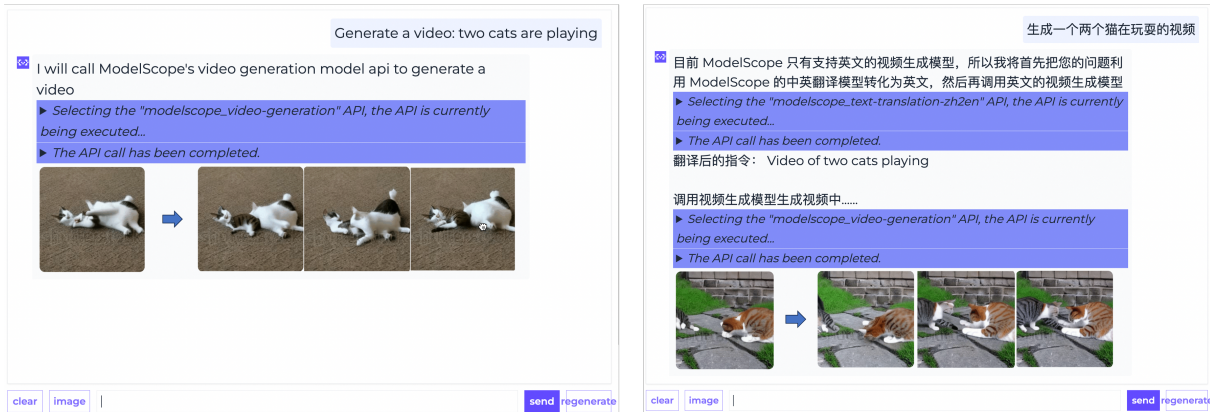 Generate a video: two cats are playing
I will call ModelScope's video generation model api to generate a
video
▶ Selecting the "modelscope_video-generation" API, the API is currently
being executed...
▶ The API call has been completed.
clear
image
send
regenerate
生成一个两个猫在玩耍的视频
目前 ModelScope 只有支持英文的视频生成模型，所以我将首先把您的问题利
用 ModelScope 的中英翻译模型转化为英文，然后再调用英文的视频生成模型
▶ Selecting the "modelscope_text-translation-zh2en" API, the API is currently
being executed...
▶ The API call has been completed.
翻译后的指令： Video of two cats playing
调用视频生成模型生成视频中......
▶ Selecting the "modelscope_video-generation" API, the API is currently
being executed...
▶ The API call has been completed.
clear
image
send
regenerate